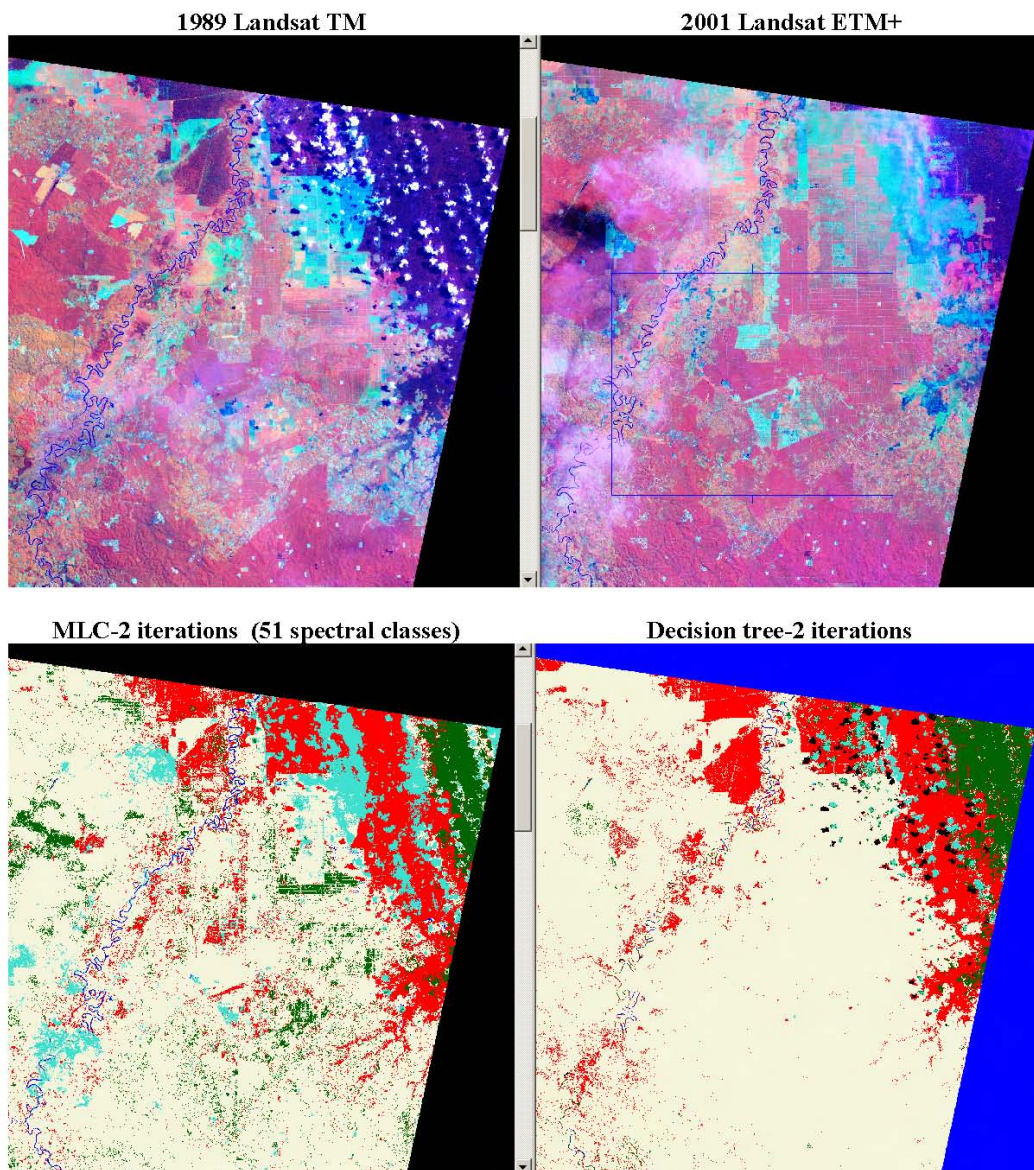 1989 Landsat TM
2001 Landsat ETM+
MLC-2 iterations (51 spectral classes)
Decision tree-2 iterations